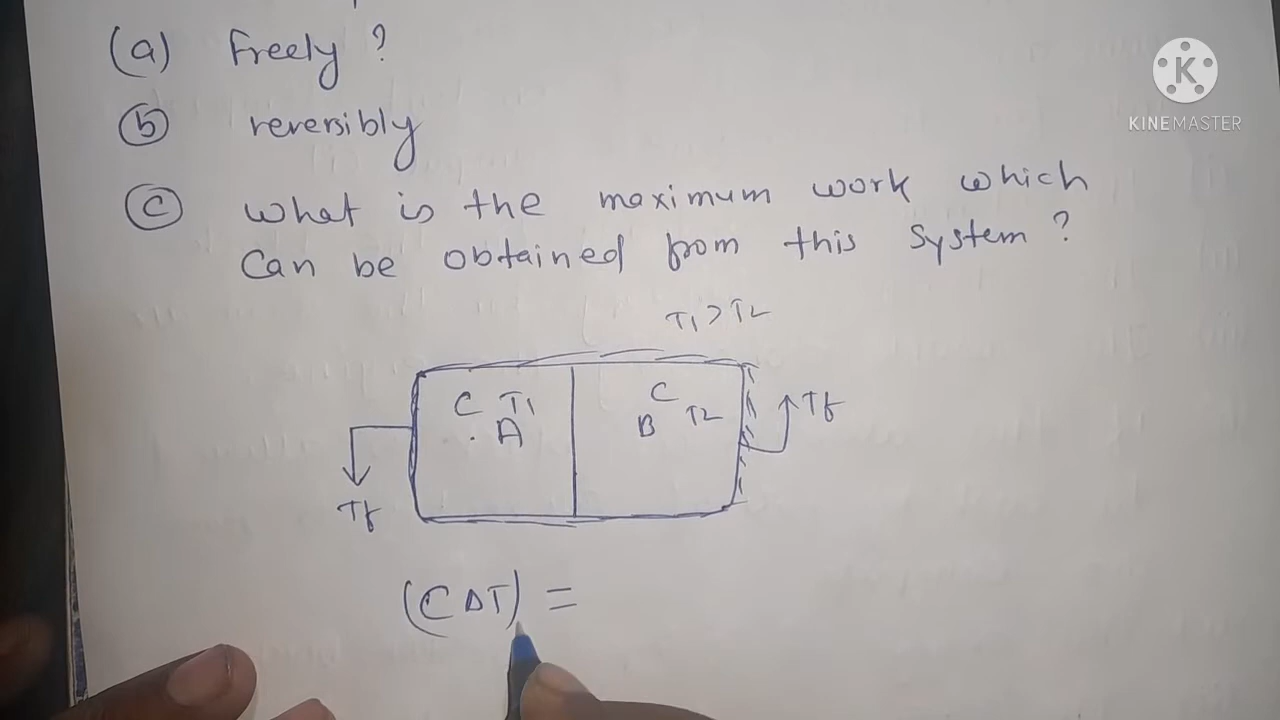 (a) Freely ?
KINEMASTER
(b) reversibly
(c) What is the maximum work which
Can be obtained from this system ?
T1 > T2
C T1
A
C
B T2
Tf
Tf
(C ΔT) =